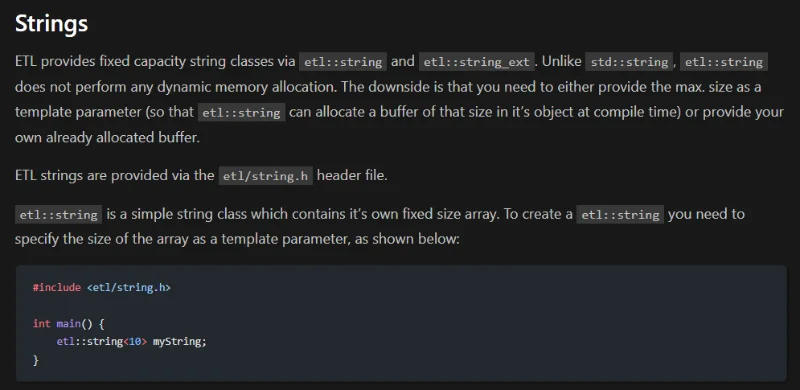 Strings
ETL provides fixed capacity string classes via etl::string and etl::string_ext. Unlike std::string, etl::string
does not perform any dynamic memory allocation. The downside is that you need to either provide the max. size as a
template parameter (so that etl::string can allocate a buffer of that size in it's object at compile time) or provide your
own already allocated buffer.
ETL strings are provided via the etl/string.h header file.
etl::string is a simple string class which contains it's own fixed size array. To create a etl::string you need to
specify the size of the array as a template parameter, as shown below:
#include <etl/string.h>
int main() {
    etl::string<10> myString;
}